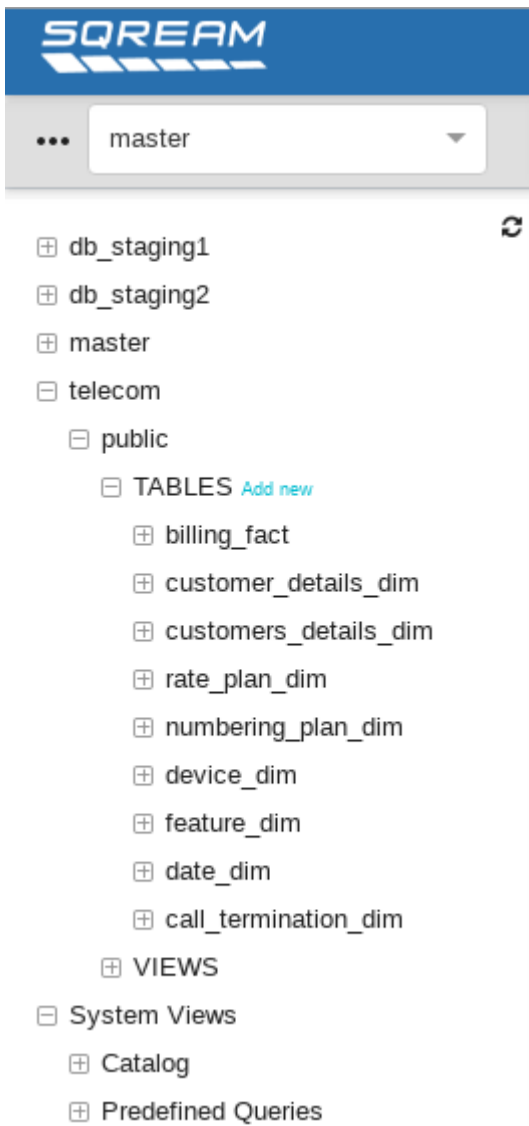 SQREAM
master
db_staging1
db_staging2
master
telecom
public
TABLES Add new
billing_fact
customer_details_dim
customers_details_dim
rate_plan_dim
numbering_plan_dim
device_dim
feature_dim
date_dim
call_termination_dim
VIEWS
System Views
Catalog
Predefined Queries